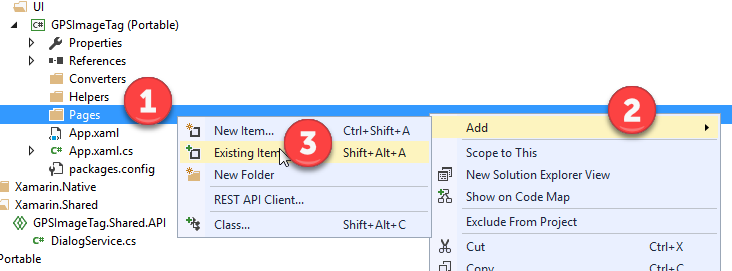 UI
GPSImageTag (Portable)
Properties
References
Converters
Helpers
Pages
1
2
3
App.xaml
App.xaml.cs
packages.config
Xamarin.Native
Xamarin.Shared
GPSImageTag.Shared.API
DialogService.cs
Portable
New Item... Ctrl+Shift+A
Existing Item Shift+Alt+A
New Folder
REST API Client...
Class... Shift+Alt+C
Add
Scope to This
New Solution Explorer View
Show on Code Map
Exclude From Project
Cut Ctrl+X
Copy Ctrl+C